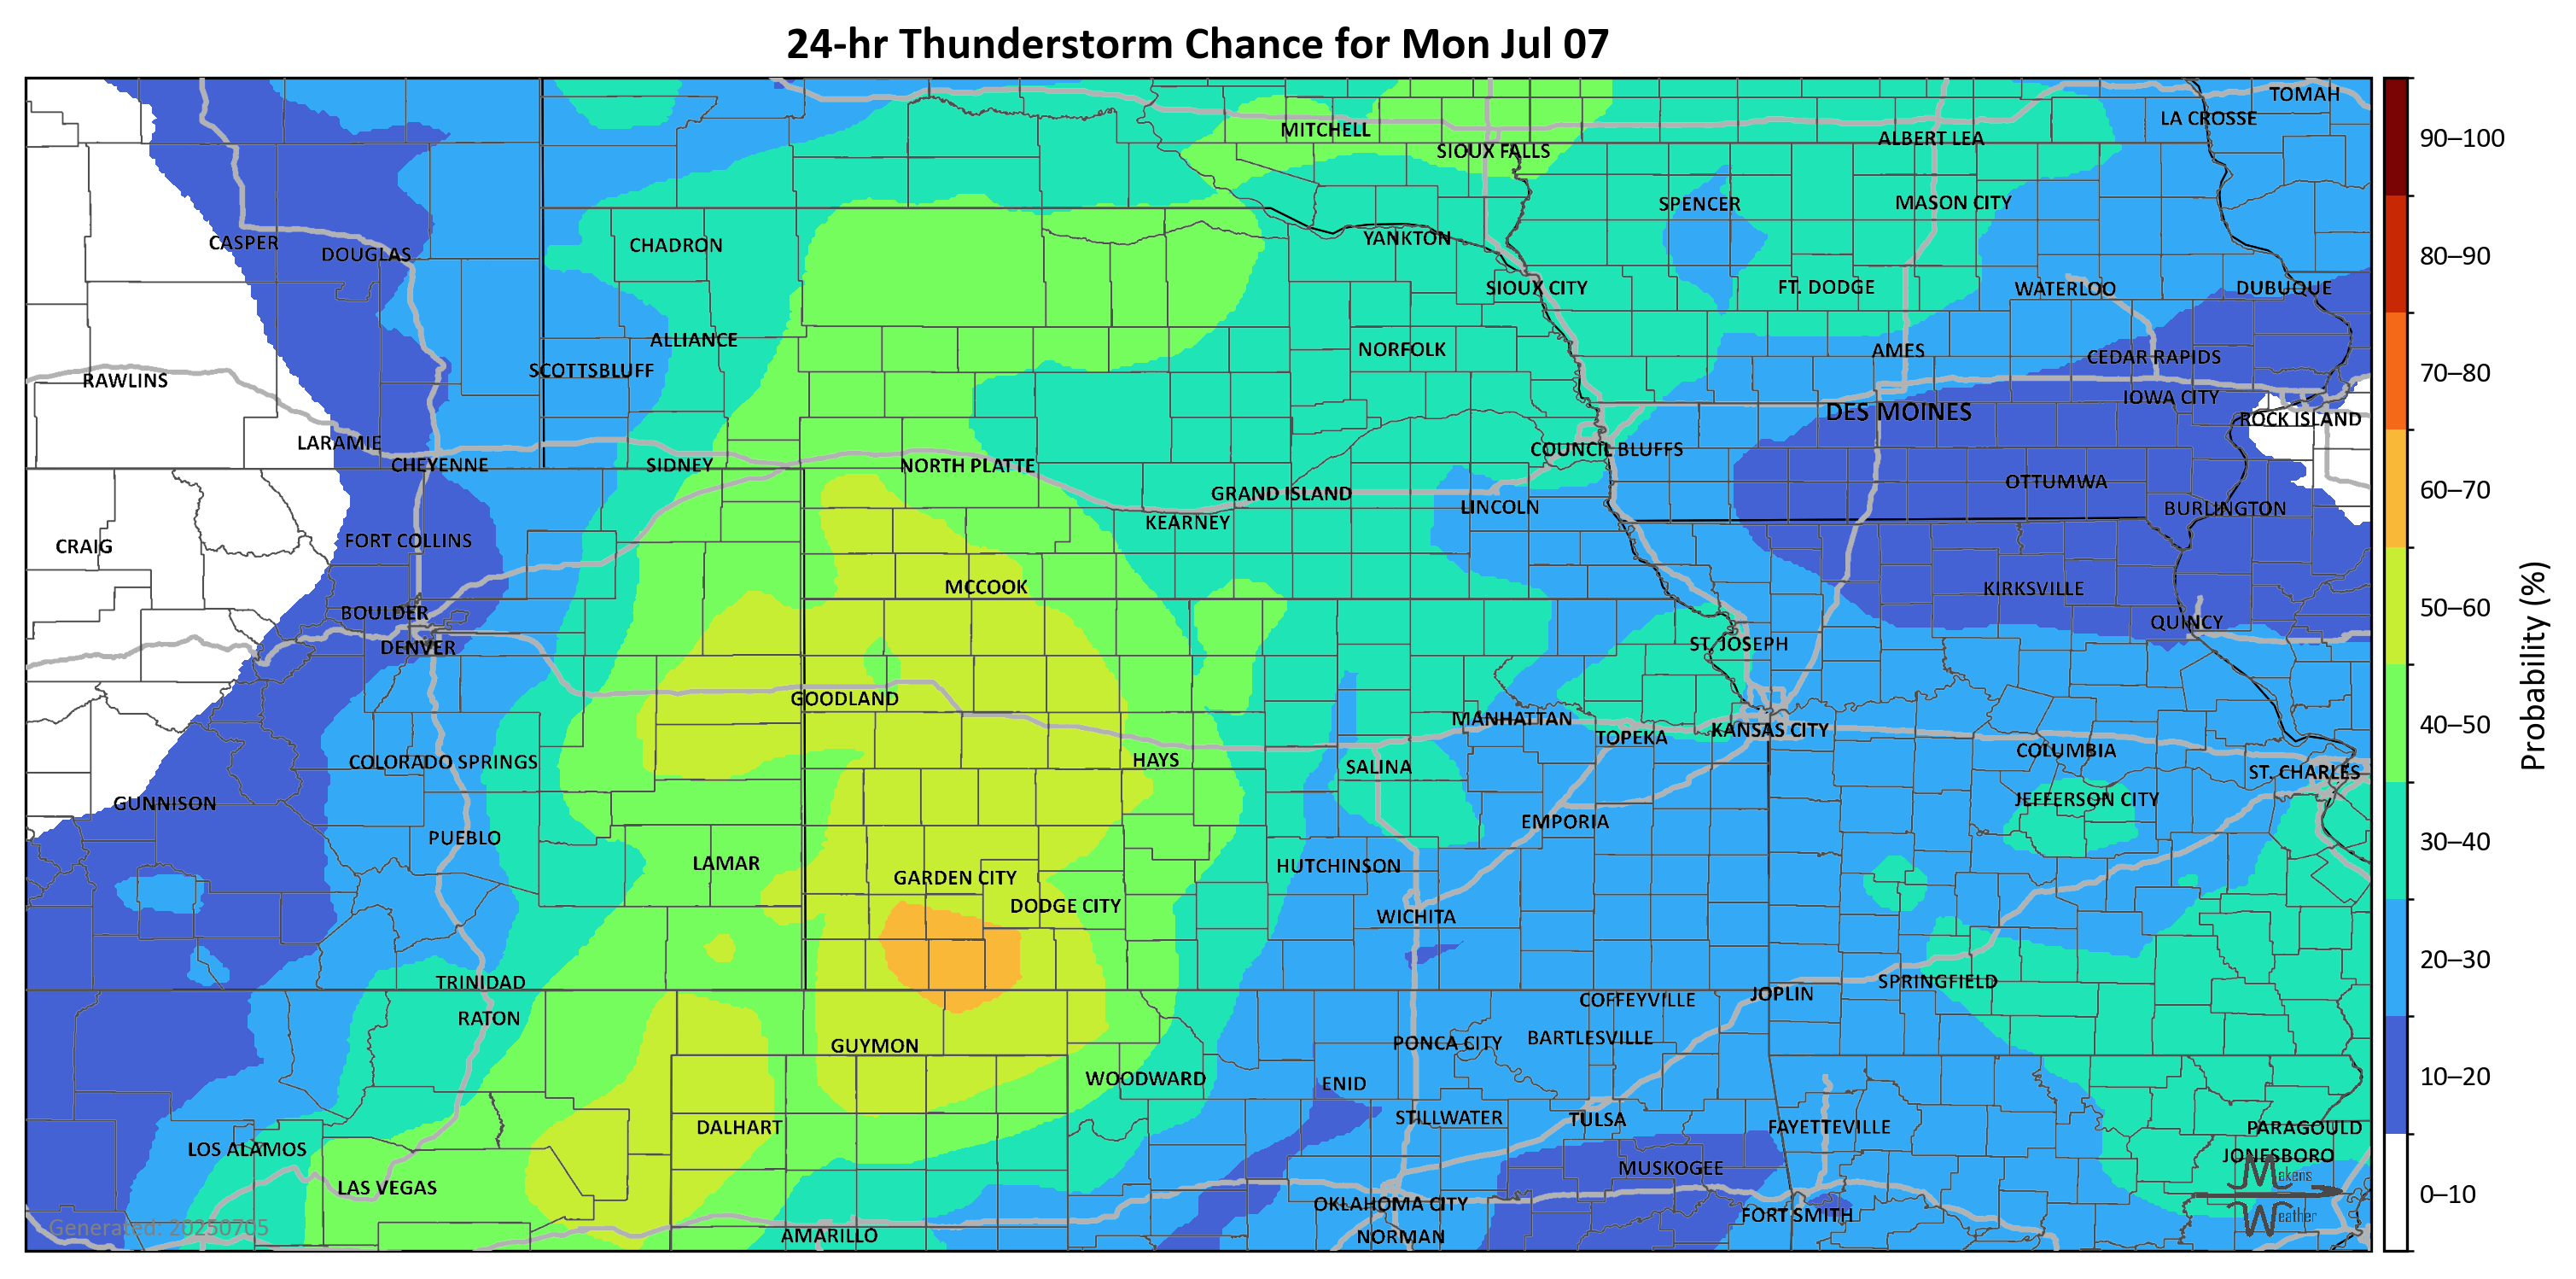 24-hr Thunderstorm Chance for Mon Jul 07
TOMAH
LA CROSSE
MITCHELL
ALBERT LEA
SIOUX FALLS
90–100
SPENCER
MASON CITY
YANKTON
CASPER
CHADRON
DOUGLAS
80–90
SIOUX CITY
FT. DODGE
WATERLOO
DUBUQUE
ALLIANCE
NORFOLK
AMES
CEDAR RAPIDS
SCOTTSBLUFF
70–80
RAWLINS
IOWA CITY
DES MOINES
ROCK ISLAND
LARAMIE
COUNCIL BLUFFS
CHEYENNE
SIDNEY
NORTH PLATTE
OTTUMWA
60–70
GRAND ISLAND
LINCOLN
BURLINGTON
KEARNEY
FORT COLLINS
CRAIG
MCCOOK
KIRKSVILLE
50–60
BOULDER
QUINCY
DENVER
ST. JOSEPH
GOODLAND
MANHATTAN
40–50
TOPEKA
KANSAS CITY
COLUMBIA
COLORADO SPRINGS
HAYS
SALINA
ST. CHARLES
Probability (%)
GUNNISON
JEFFERSON CITY
EMPORIA
PUEBLO
30–40
LAMAR
HUTCHINSON
GARDEN CITY
DODGE CITY
WICHITA
20–30
TRINIDAD
SPRINGFIELD
JOPLIN
COFFEYVILLE
RATON
BARTLESVILLE
PONCA CITY
GUYMON
WOODWARD
10–20
ENID
STILLWATER
TULSA
DALHART
FAYETTEVILLE
PARAGOULD
LOS ALAMOS
JONESBORO
MUSKOGEE
Makens
LAS VEGAS
0–10
OKLAHOMA CITY
FORT SMITH
Weather
Generated: 20250705
AMARILLO
NORMAN